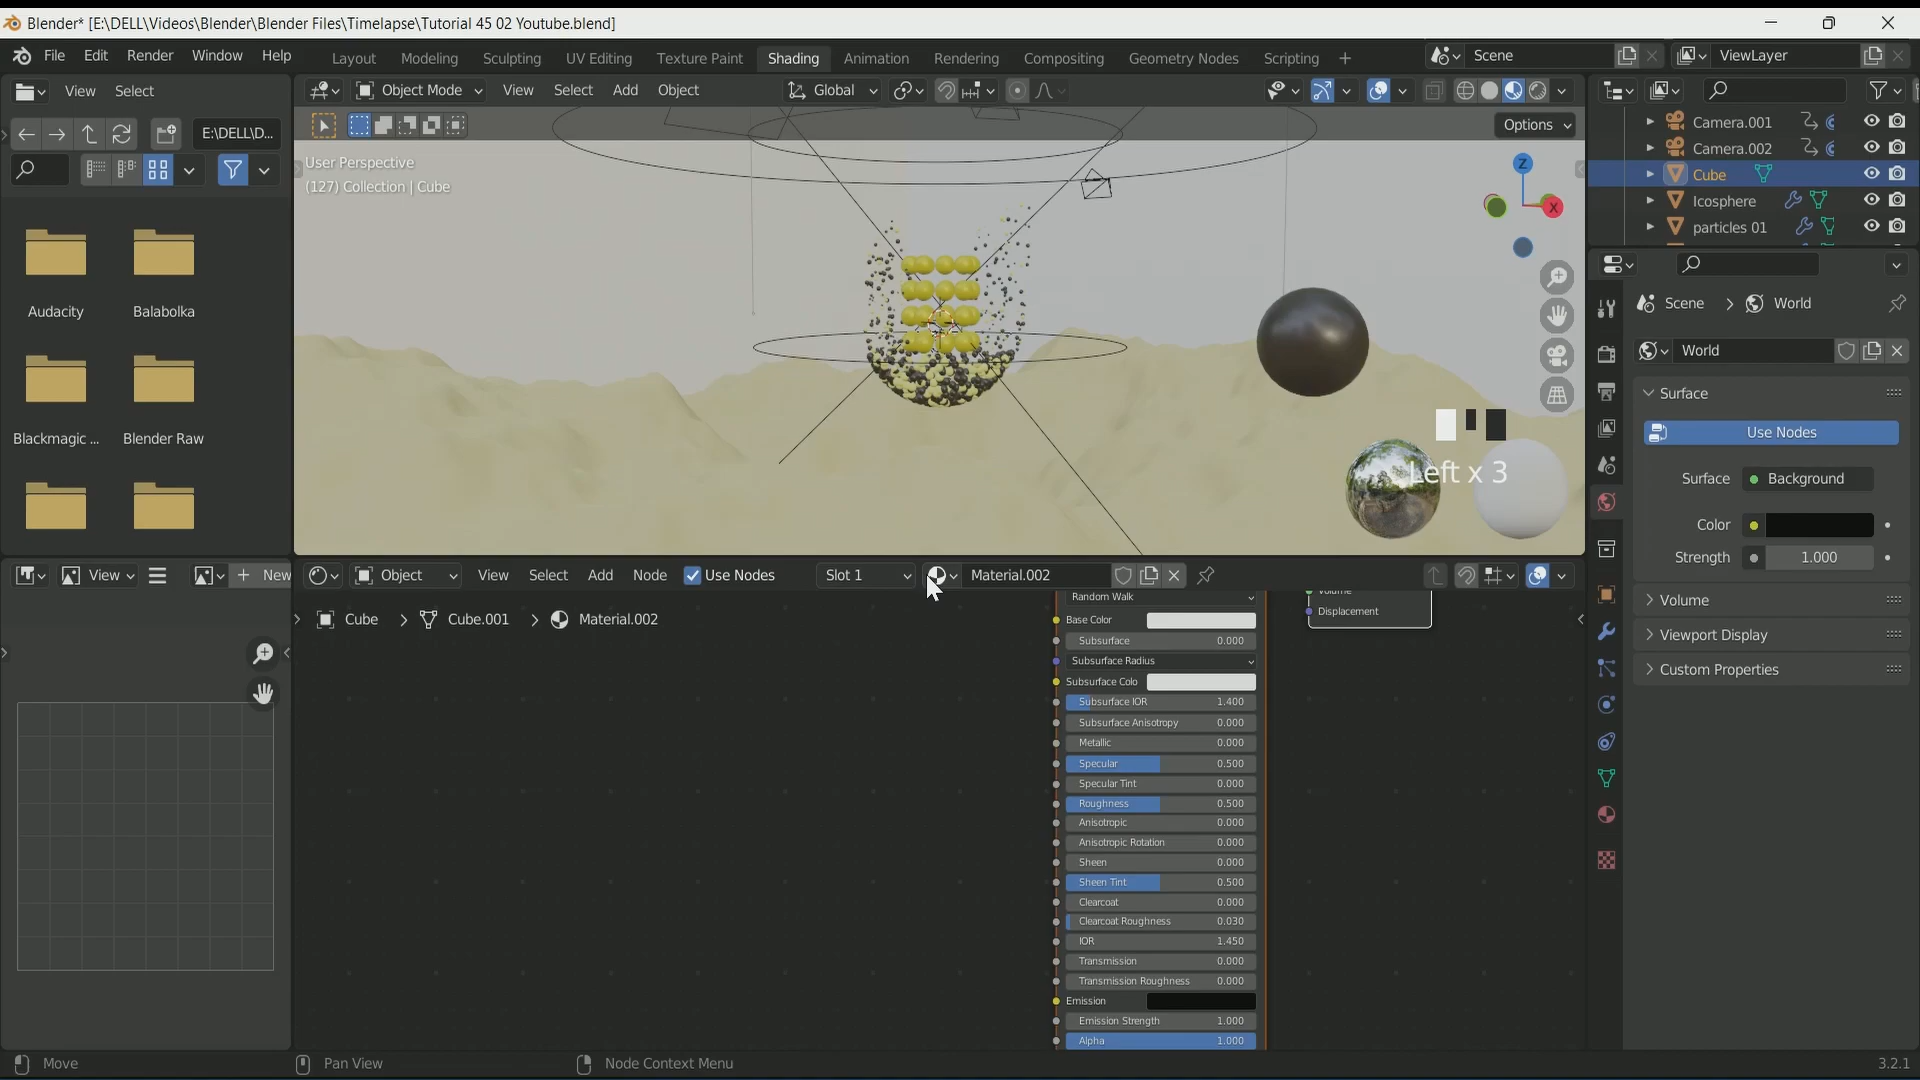 Blender* [E:\DELL\Videos\Blender\Blender Files\Timelapse\Tutorial 45 02 Youtube.blend]
File Edit Render Window Help
Layout Modeling Sculpting UV Editing Texture Paint Shading Animation Rendering Compositing Geometry Nodes Scripting +
Scene
ViewLayer
View Select
Object Mode View Select Add Object
Global
E:\DELL\D...
Options
User Perspective
(127) Collection | Cube
Z
X
Camera.001
Camera.002
Cube
Icosphere
particles 01
Audacity
Balabolka
Blackmagic ...
Blender Raw
Scene > World
World
Surface
Use Nodes
Surface Background
Color
Strength 1.000
Volume
Viewport Display
Custom Properties
Left x 3
View
+ New
Object View Select Add Node Use Nodes
Slot 1
Material.002
Cube > Cube.001 > Material.002
Random Walk
Base Color
Subsurface 0.000
Subsurface Radius
Subsurface Colo
Subsurface IOR 1.400
Subsurface Anisotropy 0.000
Metallic 0.000
Specular 0.500
Specular Tint 0.000
Roughness 0.500
Anisotropic 0.000
Anisotropic Rotation 0.000
Sheen 0.000
Sheen Tint 0.500
Clearcoat 0.000
Clearcoat Roughness 0.030
IOR 1.450
Transmission 0.000
Transmission Roughness 0.000
Emission
Emission Strength 1.000
Alpha 1.000
Volume
Displacement
Move
Pan View
Node Context Menu
3.2.1